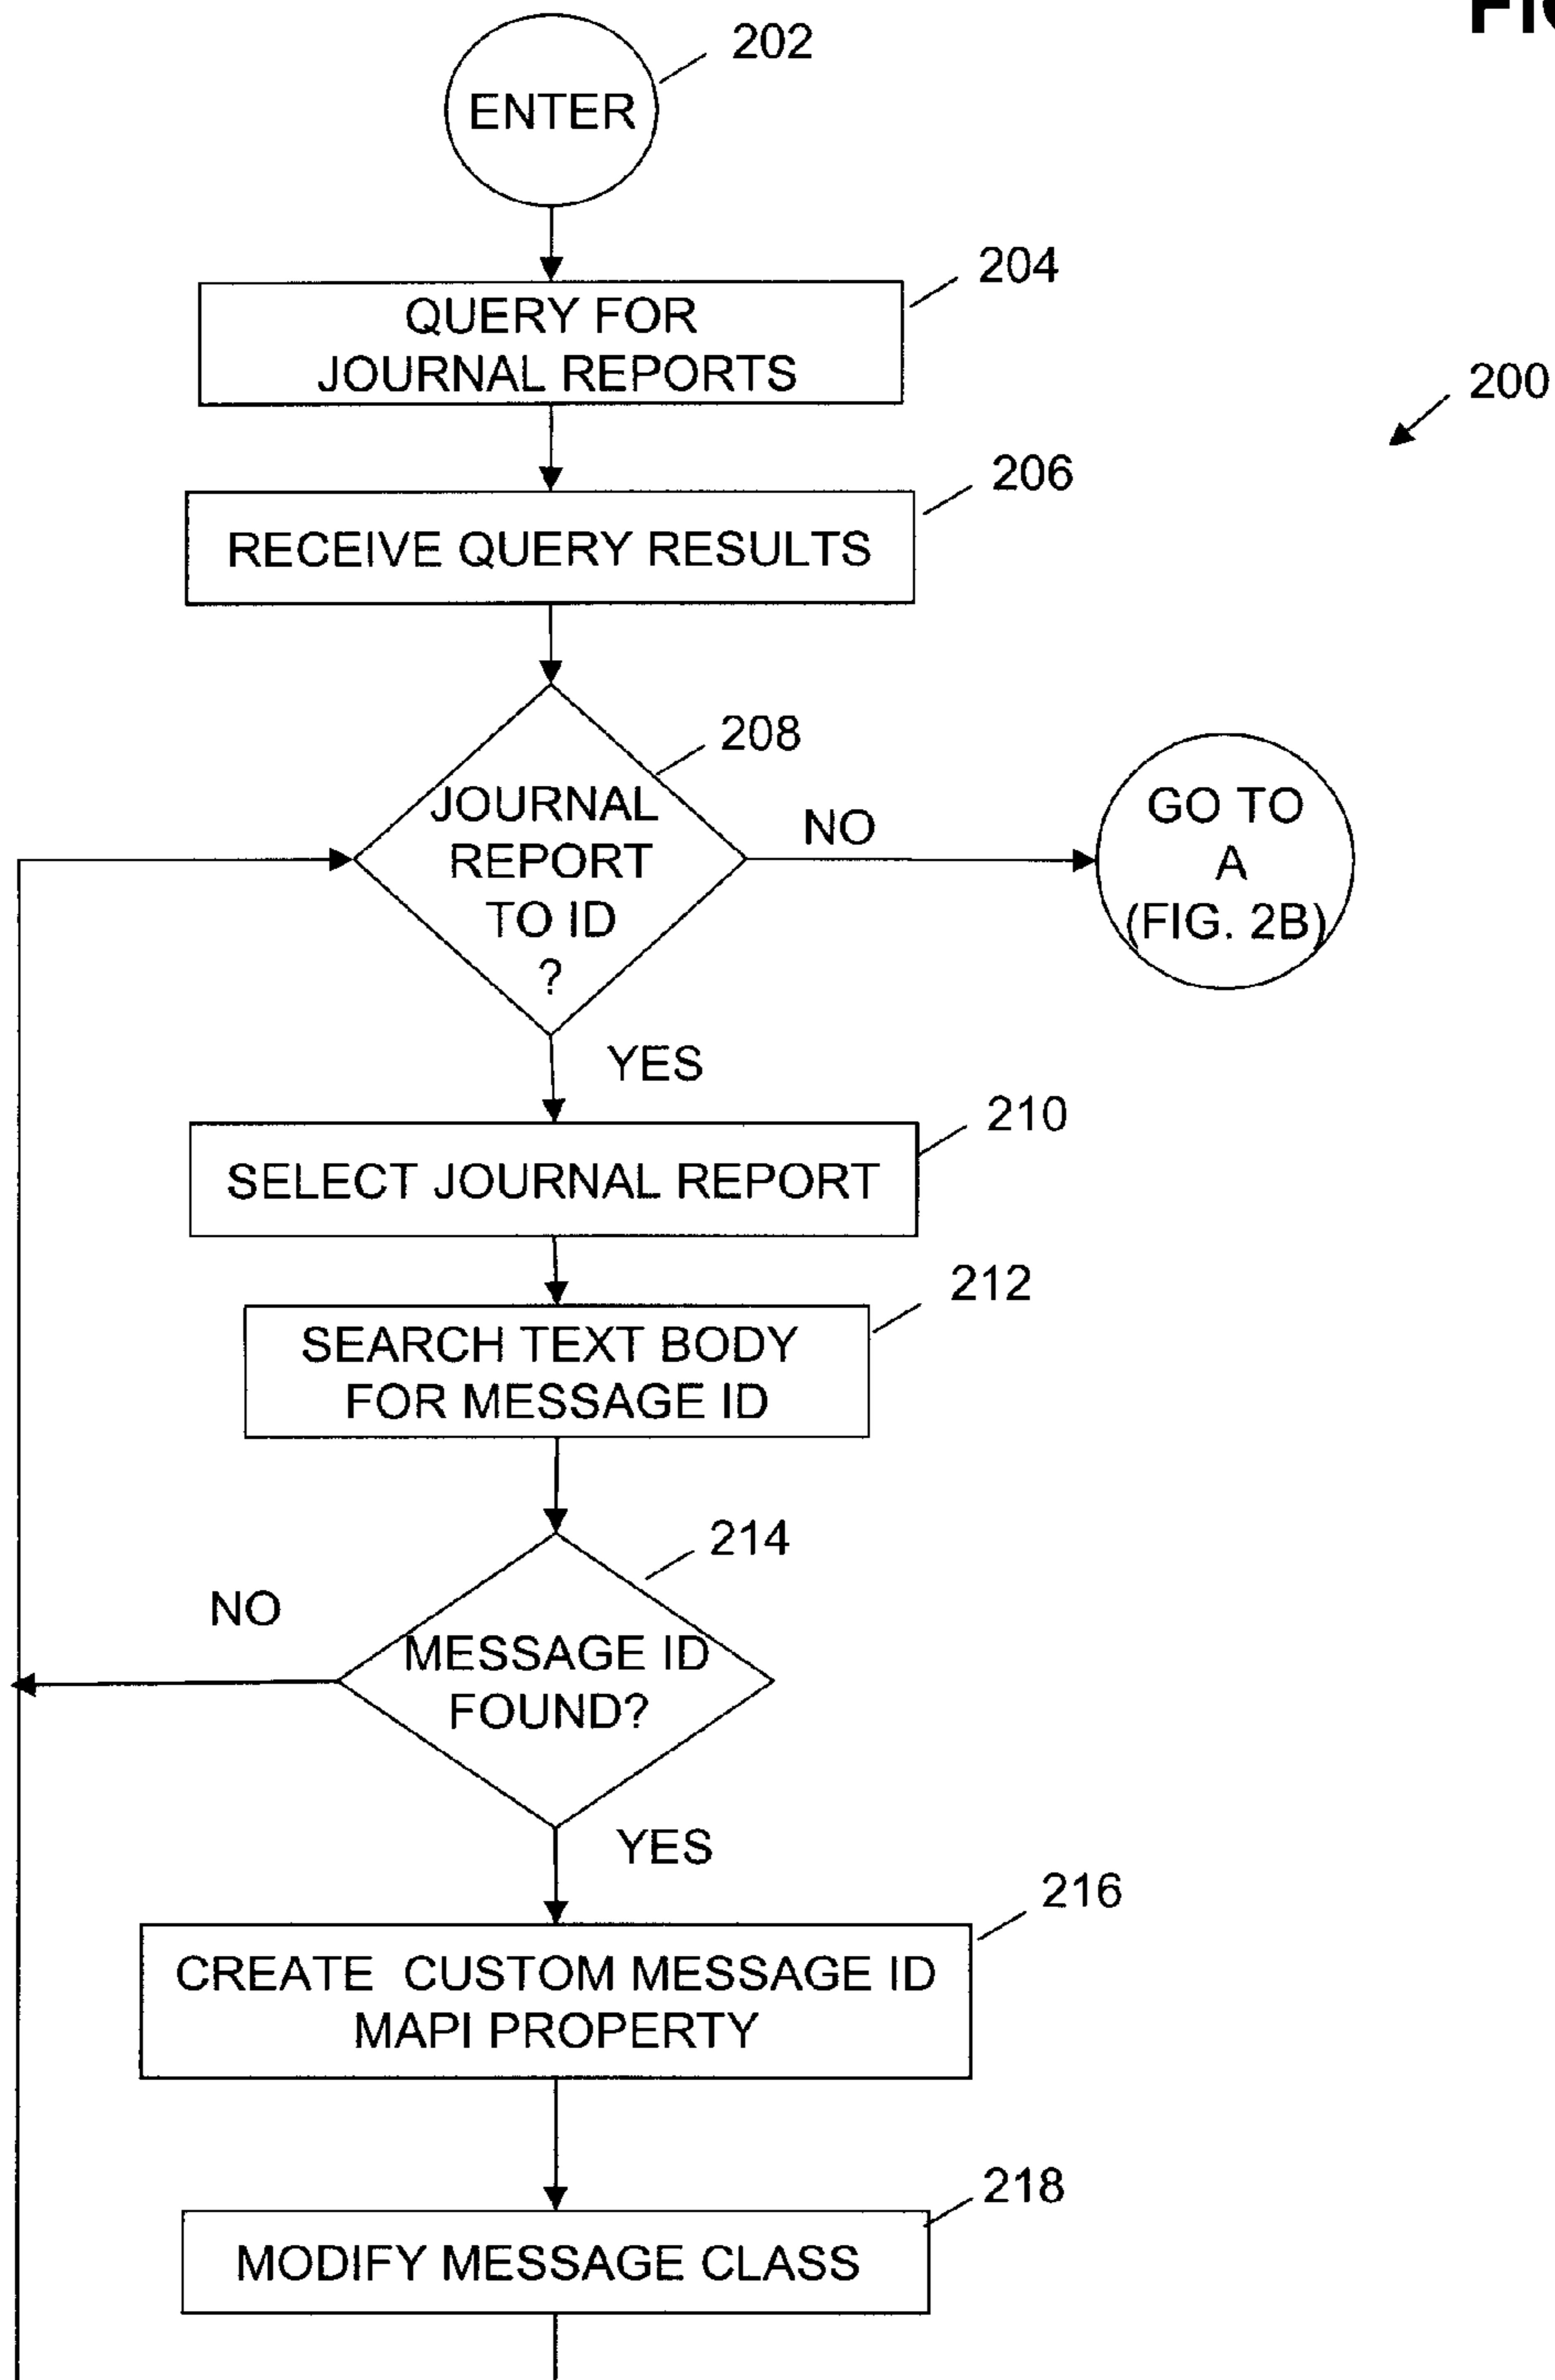 FIG
202
ENTER
204
QUERY FOR
JOURNAL REPORTS
200
206
RECEIVE QUERY RESULTS
208
JOURNAL
REPORT
TO ID
?
NO
GO TO
A
(FIG. 2B)
YES
210
SELECT JOURNAL REPORT
212
SEARCH TEXT BODY
FOR MESSAGE ID
214
NO
MESSAGE ID
FOUND?
YES
216
CREATE CUSTOM MESSAGE ID
MAPI PROPERTY
218
MODIFY MESSAGE CLASS